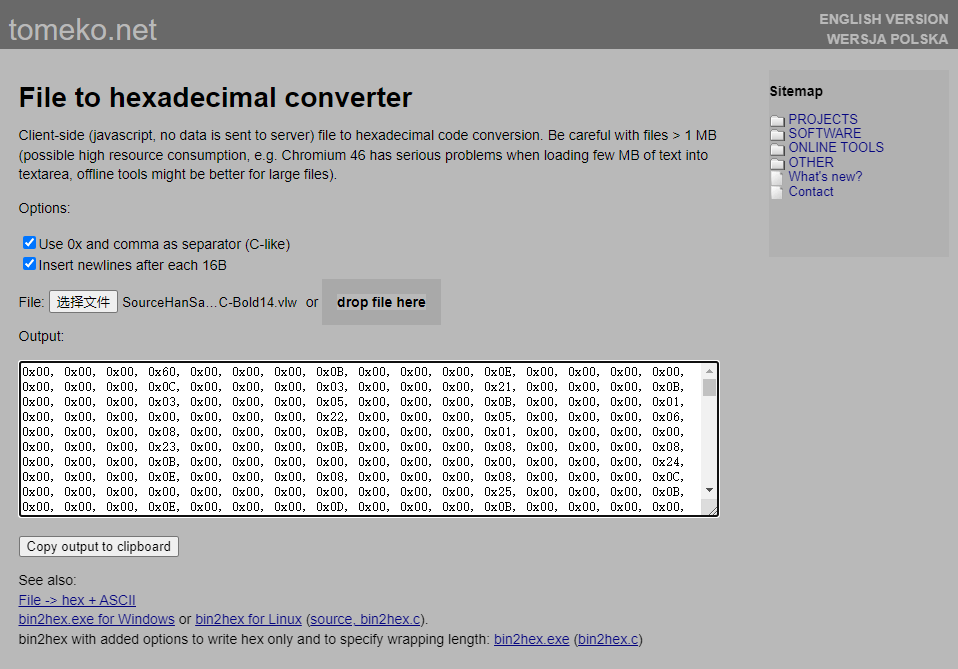 tomeko.net
ENGLISH VERSION
WERSJA POLSKA
File to hexadecimal converter
Client-side (javascript, no data is sent to server) file to hexadecimal code conversion. Be careful with files > 1 MB
(possible high resource consumption, e.g. Chromium 46 has serious problems when loading few MB of text into
textarea, offline tools might be better for large files).
Options:
Use 0x and comma as separator (C-like)
Insert newlines after each 16B
File: 选择文件 SourceHanSa...C-Bold14.vlw or drop file here
Output:
0x00, 0x00, 0x00, 0x60, 0x00, 0x00, 0x00, 0x0B, 0x00, 0x00, 0x00, 0x0E, 0x00, 0x00, 0x00, 0x00,
0x00, 0x00, 0x00, 0x0C, 0x00, 0x00, 0x00, 0x03, 0x00, 0x00, 0x00, 0x21, 0x00, 0x00, 0x00, 0x0B,
0x00, 0x00, 0x00, 0x03, 0x00, 0x00, 0x00, 0x05, 0x00, 0x00, 0x00, 0x0B, 0x00, 0x00, 0x00, 0x01,
0x00, 0x00, 0x00, 0x00, 0x00, 0x00, 0x00, 0x22, 0x00, 0x00, 0x00, 0x05, 0x00, 0x00, 0x00, 0x06,
0x00, 0x00, 0x00, 0x08, 0x00, 0x00, 0x00, 0x0B, 0x00, 0x00, 0x00, 0x01, 0x00, 0x00, 0x00, 0x00,
0x00, 0x00, 0x00, 0x23, 0x00, 0x00, 0x00, 0x0B, 0x00, 0x00, 0x00, 0x08, 0x00, 0x00, 0x00, 0x08,
0x00, 0x00, 0x00, 0x0B, 0x00, 0x00, 0x00, 0x00, 0x00, 0x00, 0x00, 0x00, 0x00, 0x00, 0x00, 0x24,
0x00, 0x00, 0x00, 0x0E, 0x00, 0x00, 0x00, 0x08, 0x00, 0x00, 0x00, 0x08, 0x00, 0x00, 0x00, 0x0C,
0x00, 0x00, 0x00, 0x00, 0x00, 0x00, 0x00, 0x00, 0x00, 0x00, 0x00, 0x25, 0x00, 0x00, 0x00, 0x0B,
0x00, 0x00, 0x00, 0x0E, 0x00, 0x00, 0x00, 0x0D, 0x00, 0x00, 0x00, 0x0B, 0x00, 0x00, 0x00, 0x00,
Copy output to clipboard
See also:
File -> hex + ASCII
bin2hex.exe for Windows or bin2hex for Linux (source, bin2hex.c).
bin2hex with added options to write hex only and to specify wrapping length: bin2hex.exe (bin2hex.c)
Sitemap
PROJECTS
SOFTWARE
ONLINE TOOLS
OTHER
What's new?
Contact